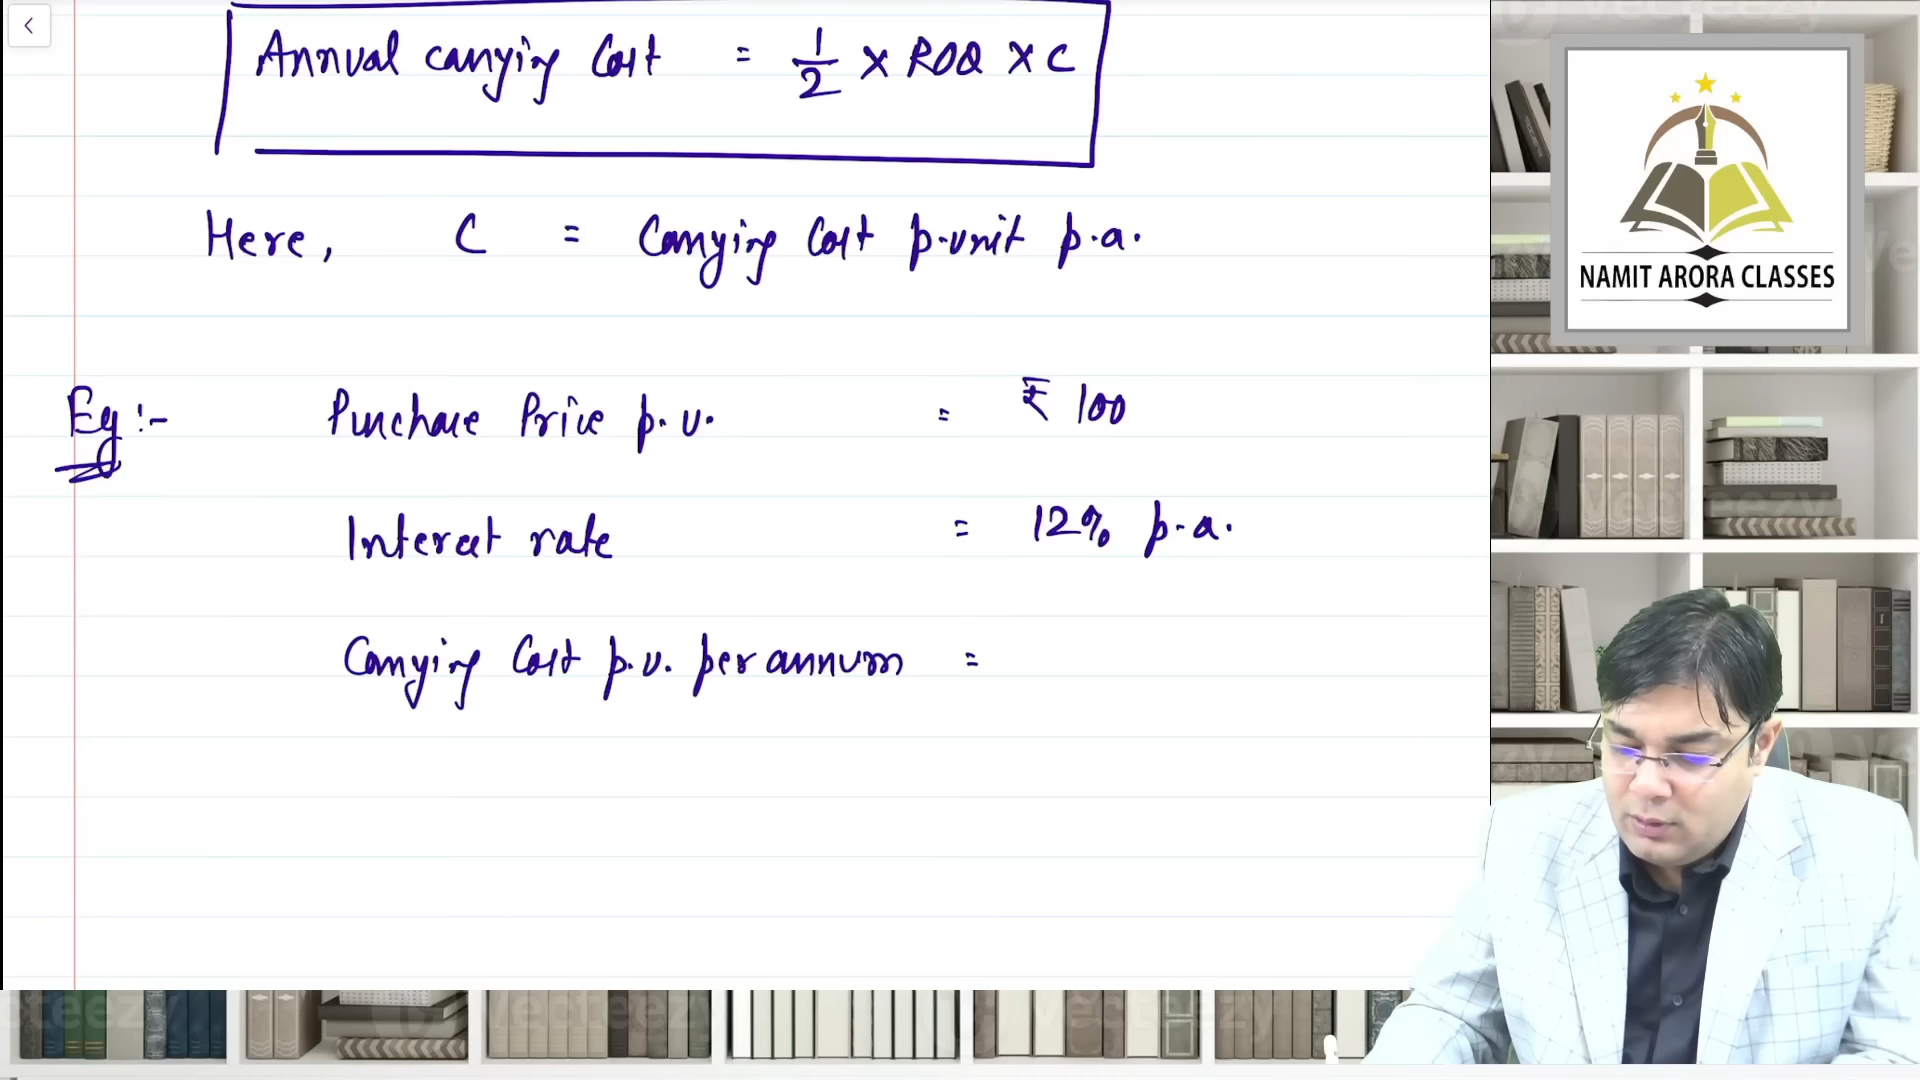 Annual carrying Cost = 1/2 × ROQ × C
Here, C = Carrying Cost p.unit p.a.
Eg :- Purchase Price p.u. = ₹ 100
Interest rate = 12% p.a.
Carrying Cost p.u. per annum =
NAMIT ARORA CLASSES